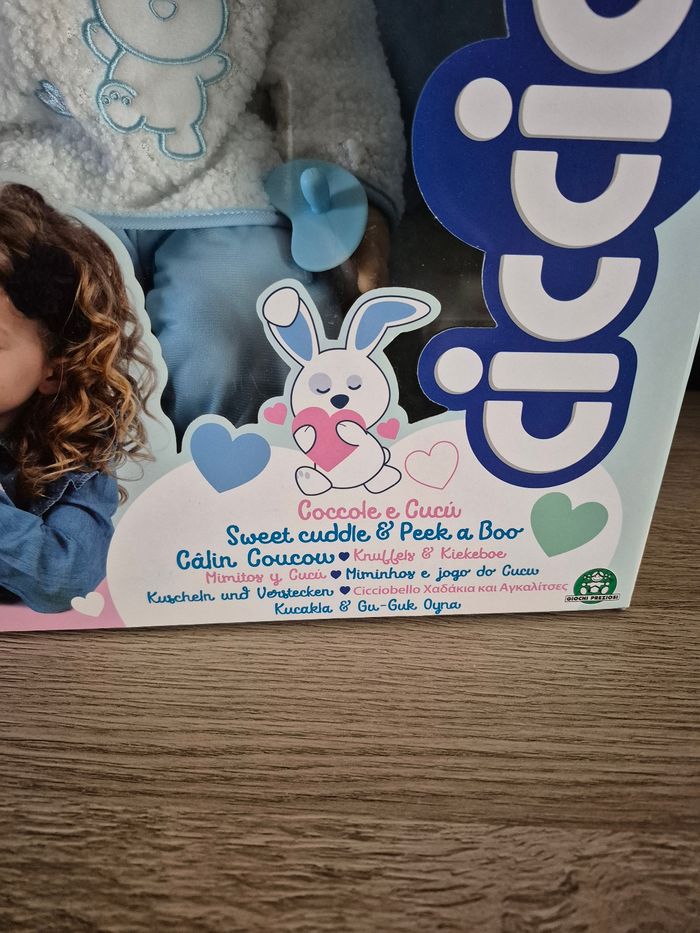 CICCIO
Coccole e Cucú
Sweet cuddle & Peek a Boo
Câlin Coucou Knuffels & Kiekeboe
Mimitos y Cucú Miminhos e jogo do Cucu
Kuscheln und Verstecken Cicciobello Χαδάκια και Αγκαλίτσες
Kucakla & Gu-Guk Oyna
GIOCHI PREZIOSI